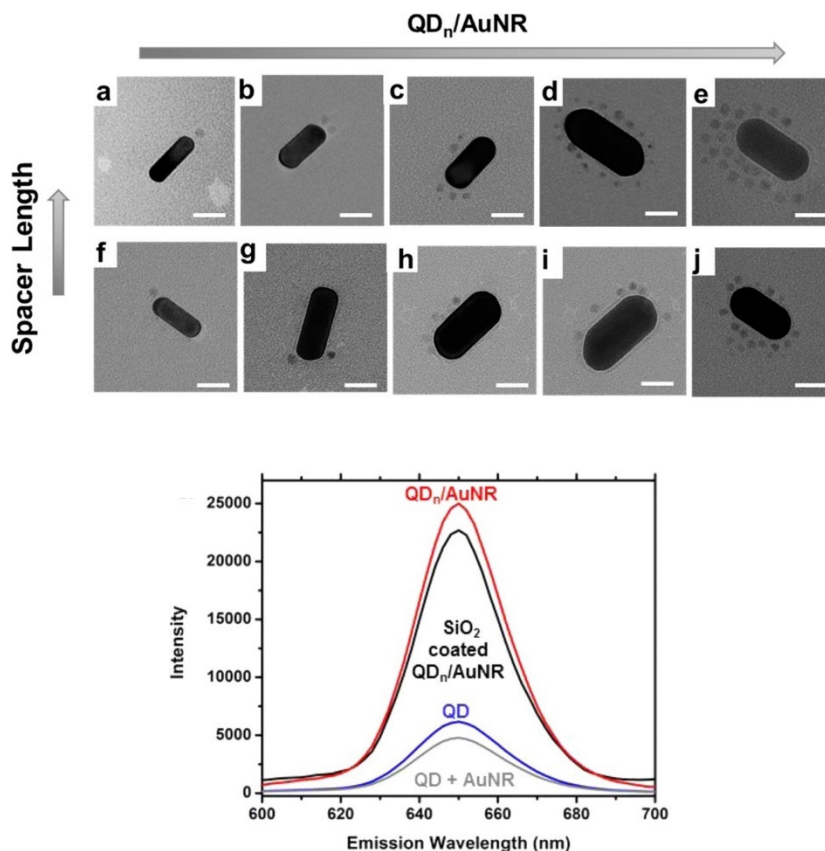 QDₙ/AuNR
Spacer Length
a
b
c
d
e
f
g
h
i
j
25000
20000
15000
10000
5000
0
Intensity
QDₙ/AuNR
SiO₂
coated
QDₙ/AuNR
QD
QD + AuNR
600
620
640
660
680
700
Emission Wavelength (nm)